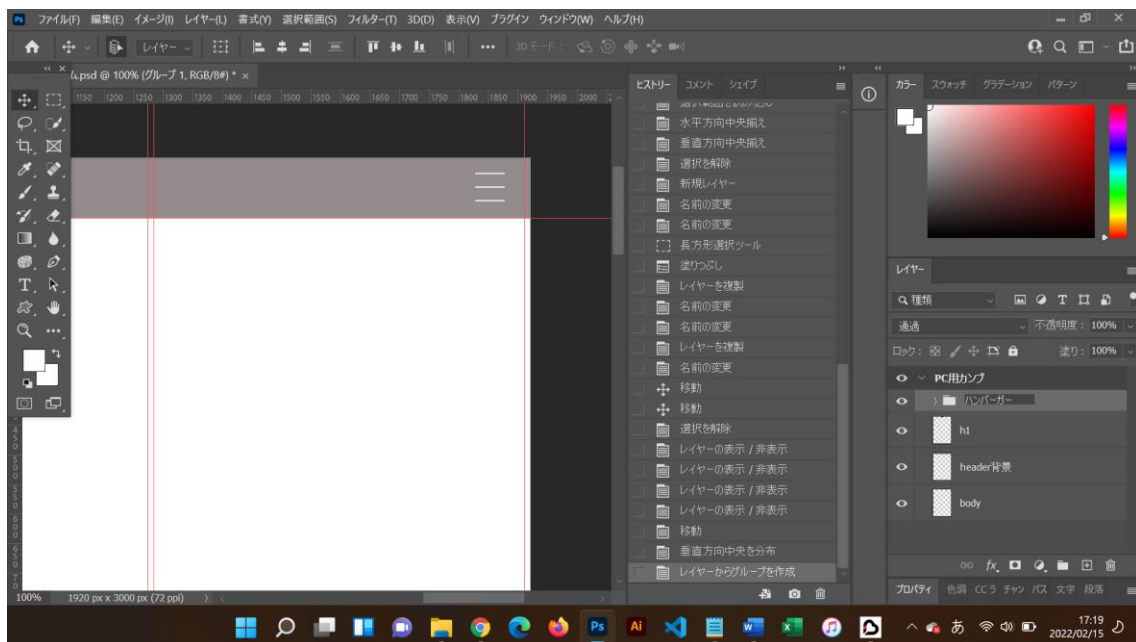 Ps ファイル(F) 編集(E) イメージ(I) レイヤー(L) 書式(Y) 選択範囲(S) フィルター(T) 3D(D) 表示(V) プラグイン ウィンドウ(W) ヘルプ(H)
レイヤー 3D モード :
.psd @ 100% (グループ 1, RGB/8#) * ×
1150 1200 1250 1300 1350 1400 1450 1500 1550 1600 1650 1700 1750 1800 1850 1900 1950 2000
ヒストリー コメント シェイプ
水平方向中央揃え
垂直方向中央揃え
選択を解除
新規レイヤー
名前の変更
名前の変更
長方形選択ツール
塗りつぶし
レイヤーを複製
名前の変更
名前の変更
レイヤーを複製
名前の変更
移動
移動
選択を解除
レイヤーの表示 / 非表示
レイヤーの表示 / 非表示
レイヤーの表示 / 非表示
レイヤーの表示 / 非表示
移動
垂直方向中央を分布
レイヤーからグループを作成
カラー スウォッチ グラデーション パターン
レイヤー
種類
通過 不透明度 : 100%
ロック : 塗り : 100%
PC用カンプ
ハンバーガー
h1
header背景
body
fx
プロパティ 色調 CC ラ チャン パス 文字 段落
100% 1920 px x 3000 px (72 ppi)
Ps Ai あ 17:19
2022/02/15